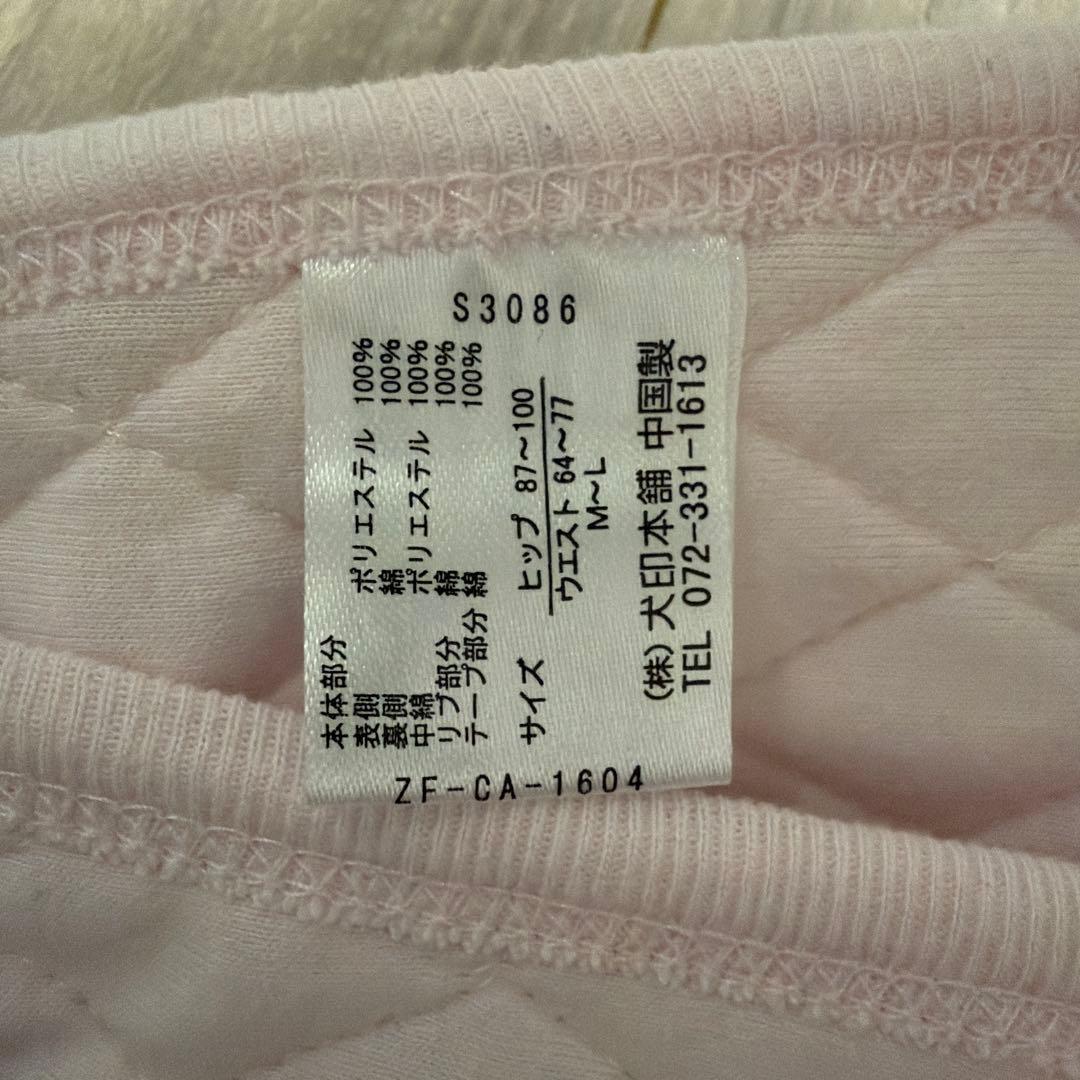 S3086
本体部分
表側 ポリエステル 100%
裏側 綿 100%
中綿 ポリエステル 100%
リブ部分 綿 100%
テープ部分 綿 100%
サイズ ヒップ 87〜100
ウエスト 64〜77
M〜L
(株)犬印本舗 中国製
TEL 072-331-1613
ZF-CA-1604